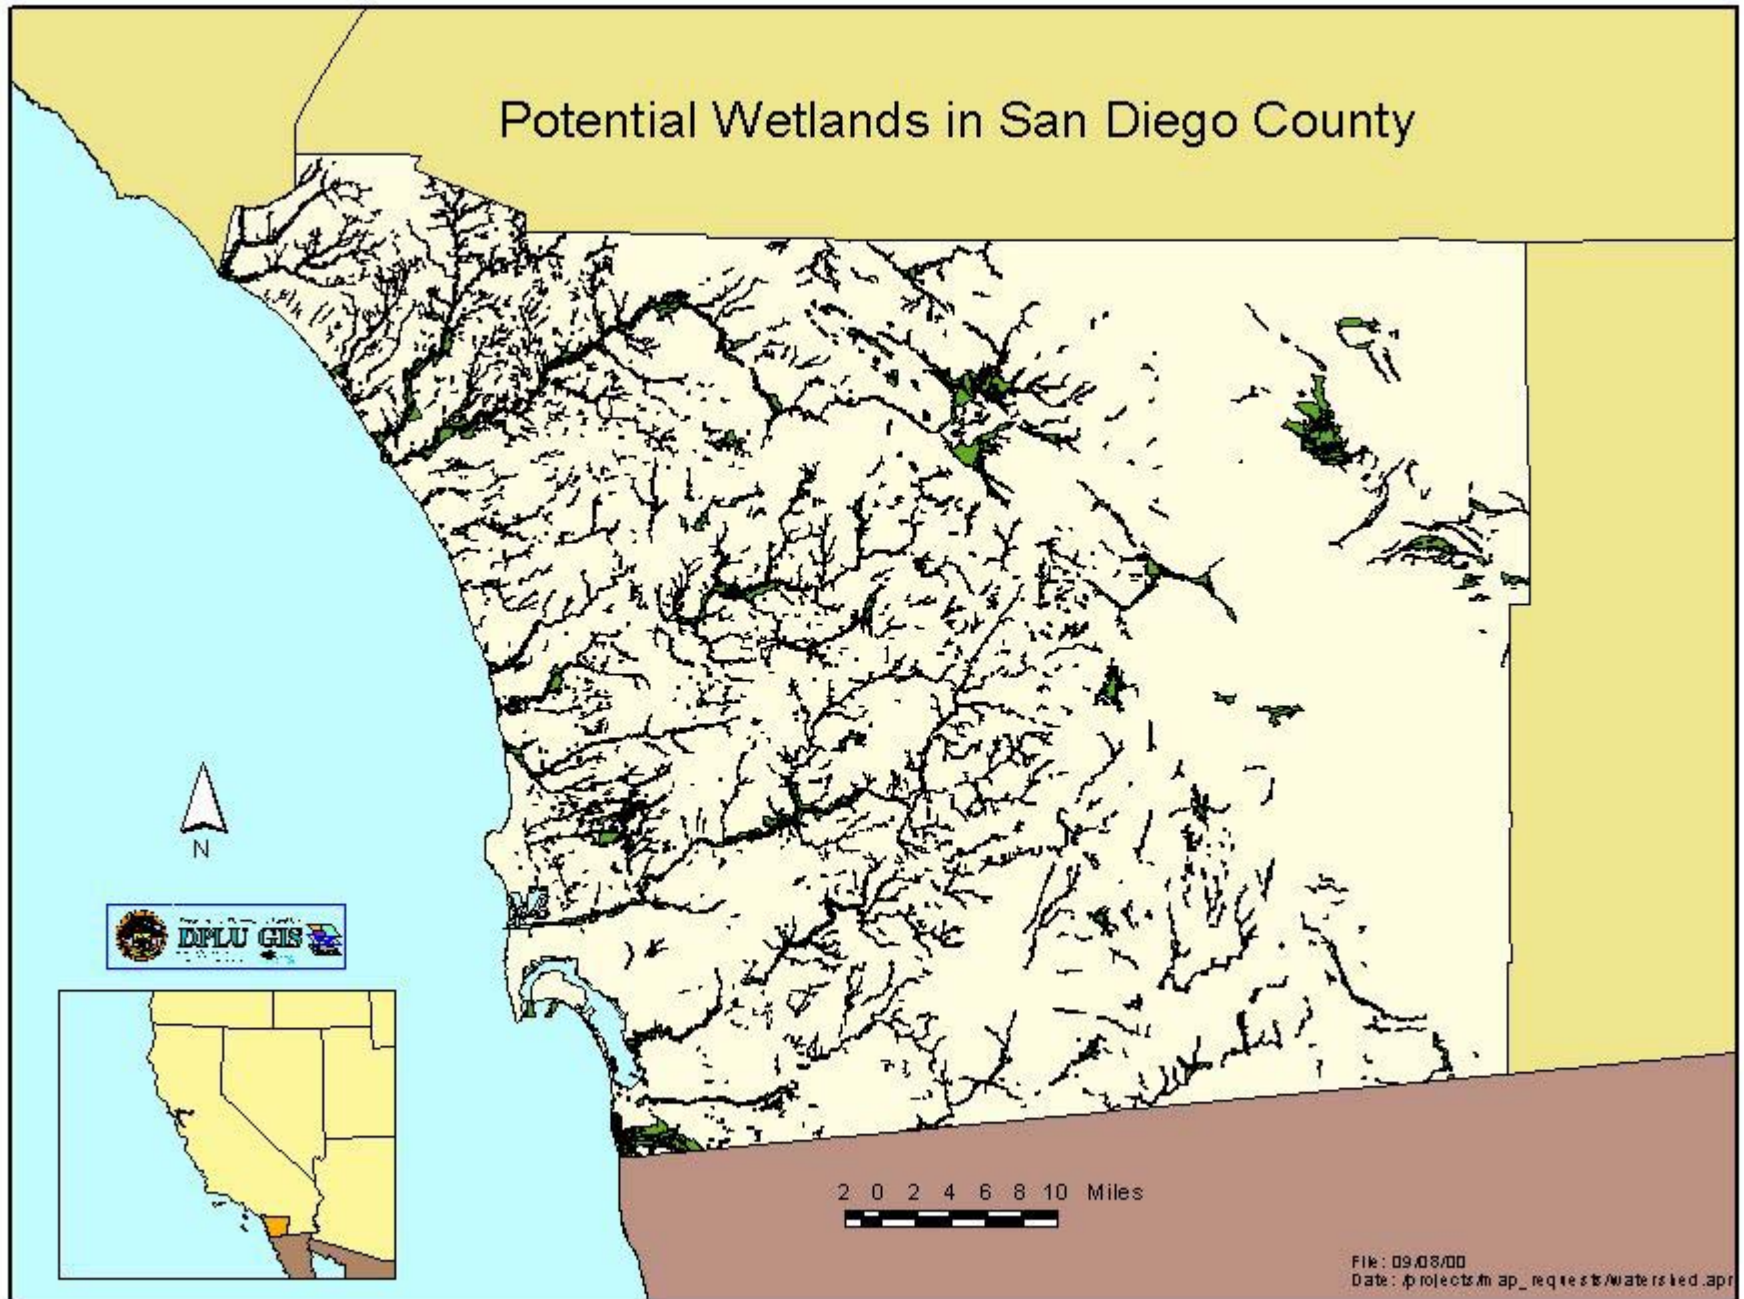 Potential Wetlands in San Diego County
N
DPLU GIS
2 0 2 4 6 8 10 Miles
File: 09/08/00
Date: /projects/map_requests/watershed.apr